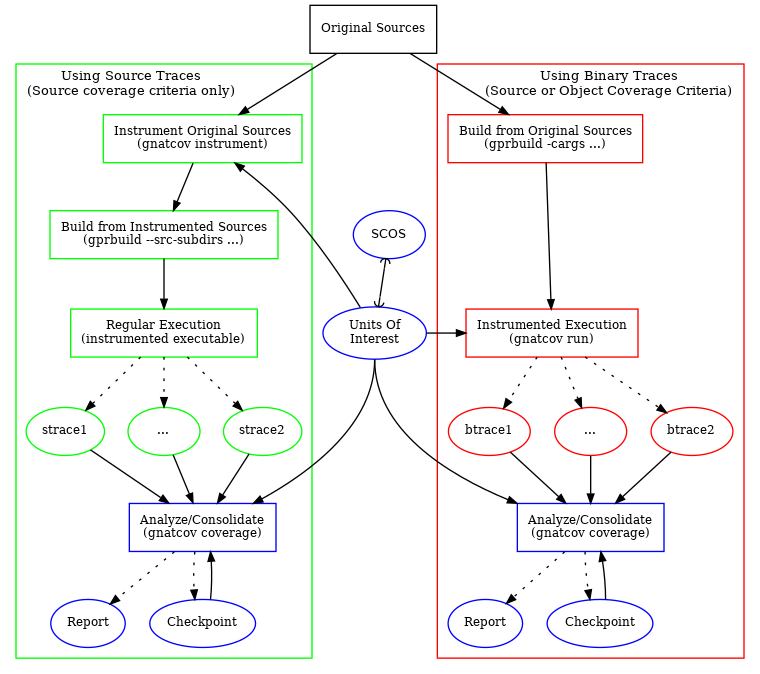 Original Sources
Using Source Traces
(Source coverage criteria only)
Instrument Original Sources
(gnatcov instrument)
Build from Instrumented Sources
(gprbuild --src-subdirs ...)
Regular Execution
(instrumented executable)
strace1
...
strace2
Analyze/Consolidate
(gnatcov coverage)
Report
Checkpoint
SCOS
Units Of
Interest
Using Binary Traces
(Source or Object Coverage Criteria)
Build from Original Sources
(gprbuild -cargs ...)
Instrumented Execution
(gnatcov run)
btrace1
...
btrace2
Analyze/Consolidate
(gnatcov coverage)
Report
Checkpoint